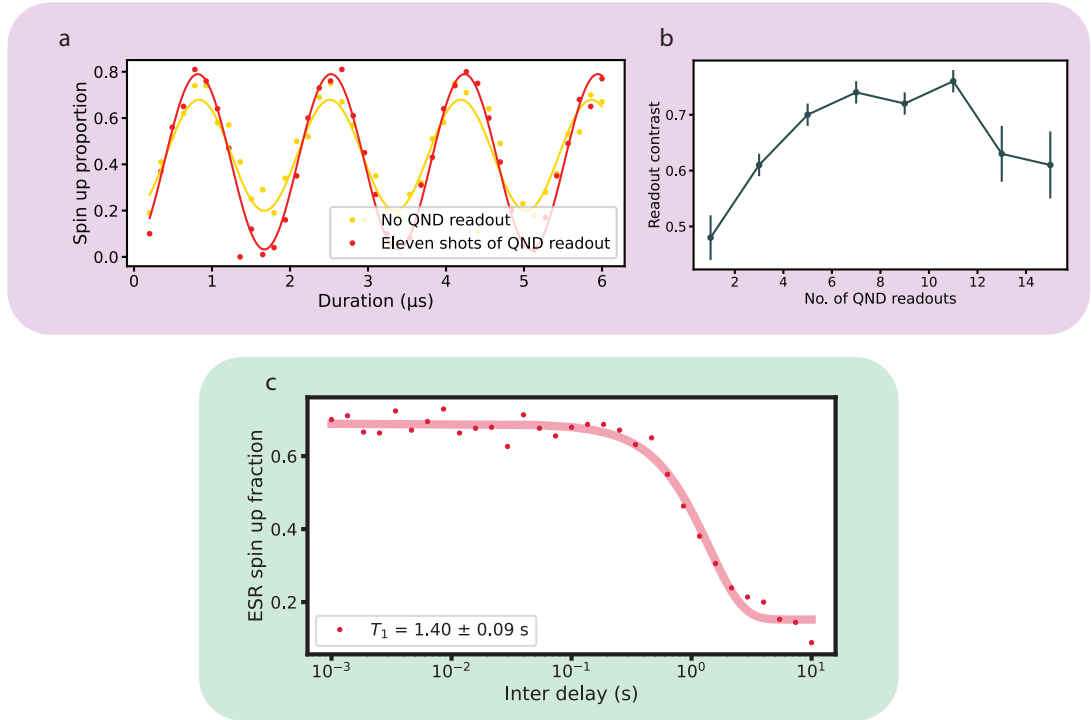 a
0.8
0.6
0.4
0.2
0.0
Spin up proportion
No QND readout
Eleven shots of QND readout
0 1 2 3 4 5 6
Duration (μs)
b
0.7
0.6
0.5
Readout contrast
2 4 6 8 10 12 14
No. of QND readouts
c
0.6
0.4
0.2
ESR spin up fraction
T₁ = 1.40 ± 0.09 s
10⁻³ 10⁻² 10⁻¹ 10⁰ 10¹
Inter delay (s)